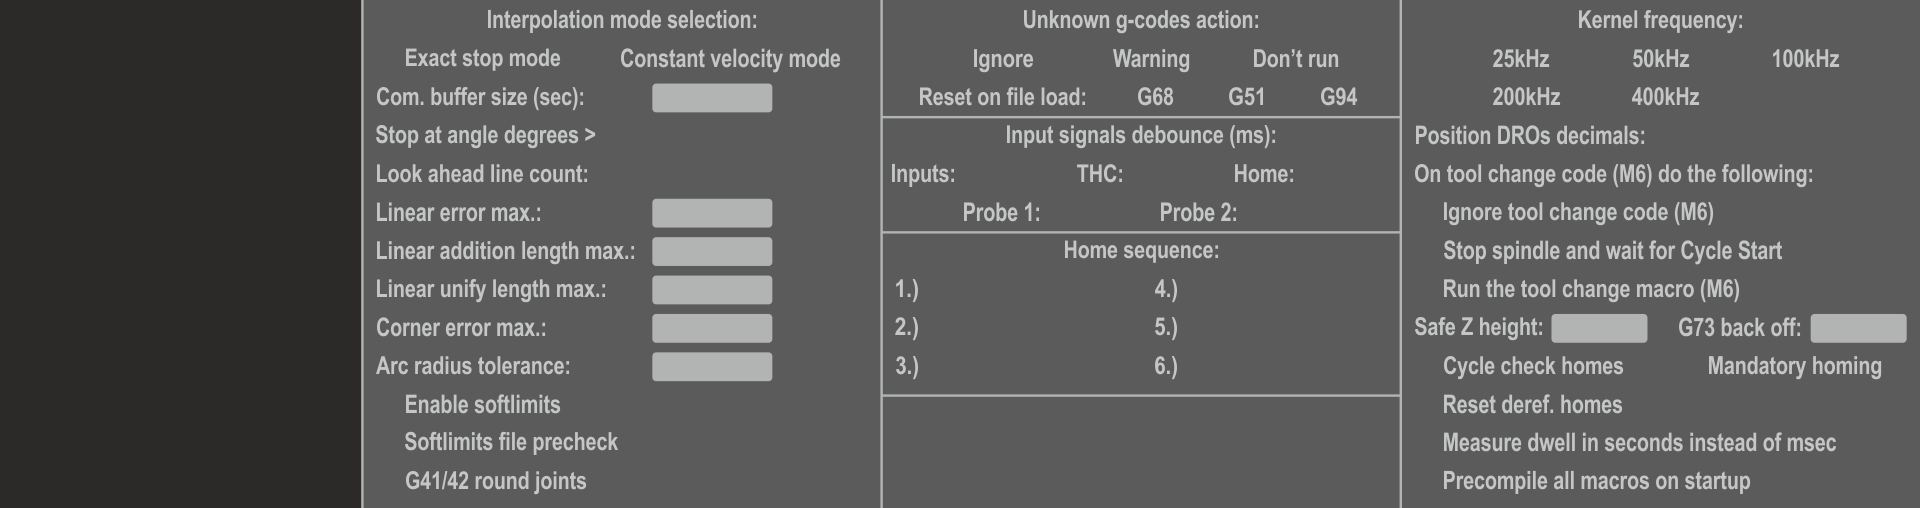 Interpolation mode selection:
Exact stop mode Constant velocity mode
Com. buffer size (sec):
Stop at angle degrees >
Look ahead line count:
Linear error max.:
Linear addition length max.:
Linear unify length max.:
Corner error max.:
Arc radius tolerance:
Enable softlimits
Softlimits file precheck
G41/42 round joints
Unknown g-codes action:
Ignore Warning Don’t run
Reset on file load: G68 G51 G94
Input signals debounce (ms):
Inputs: THC: Home:
Probe 1: Probe 2:
Home sequence:
1.) 4.)
2.) 5.)
3.) 6.)
Kernel frequency:
25kHz 50kHz 100kHz
200kHz 400kHz
Position DROs decimals:
On tool change code (M6) do the following:
Ignore tool change code (M6)
Stop spindle and wait for Cycle Start
Run the tool change macro (M6)
Safe Z height: G73 back off:
Cycle check homes Mandatory homing
Reset deref. homes
Measure dwell in seconds instead of msec
Precompile all macros on startup